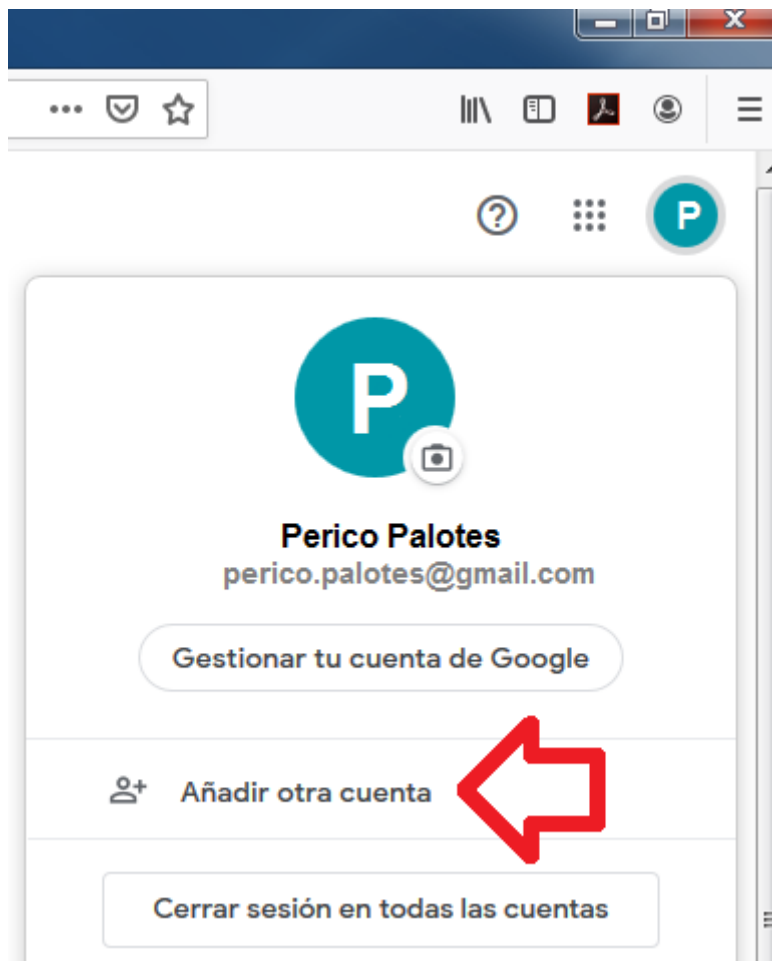 P
P
Perico Palotes
perico.palotes@gmail.com
Gestionar tu cuenta de Google
Añadir otra cuenta
Cerrar sesión en todas las cuentas